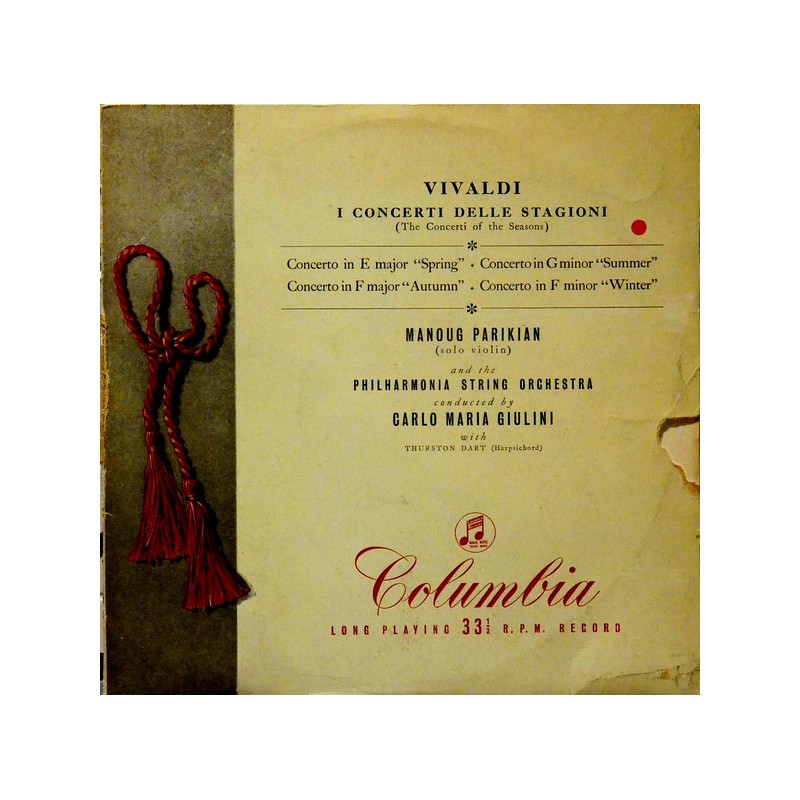 VIVALDI
I CONCERTI DELLE STAGIONI
(The Concerti of the Seasons)
Concerto in E major “Spring” • Concerto in G minor “Summer”
Concerto in F major “Autumn” • Concerto in F minor “Winter”
MANOUG PARIKIAN
(solo violin)
and the
PHILHARMONIA STRING ORCHESTRA
conducted by
CARLO MARIA GIULINI
with
THURSTON DART (Harpsichord)
Columbia
LONG PLAYING 33⅓ R.P.M. RECORD